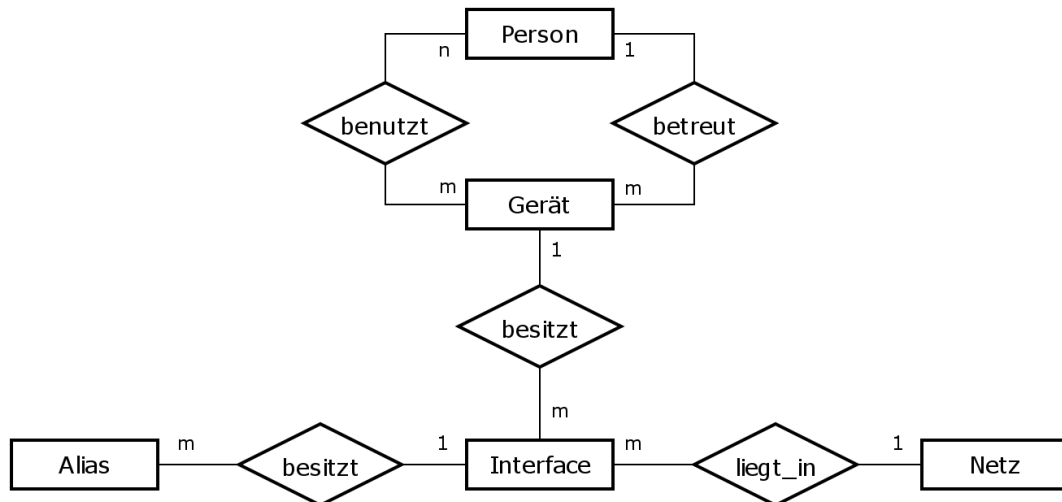 Person
n
1
benutzt
betreut
m
Gerät
m
1
besitzt
m
Alias
m
besitzt
1
Interface
m
liegt_in
1
Netz